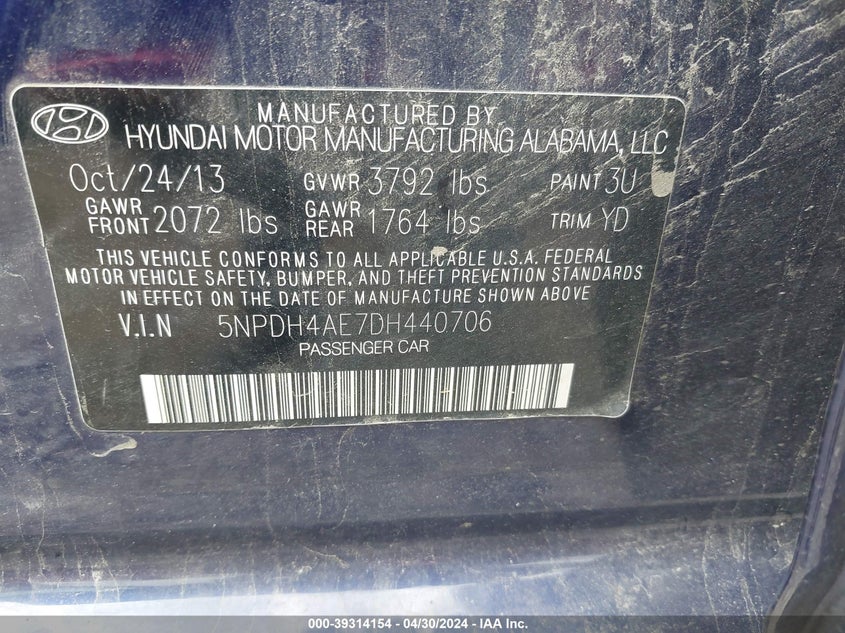 MANUFACTURED BY
HYUNDAI MOTOR MANUFACTURING ALABAMA, LLC
Oct/24/13 GVWR 3792 lbs PAINT 3U
GAWR FRONT 2072 lbs GAWR REAR 1764 lbs TRIM YD
THIS VEHICLE CONFORMS TO ALL APPLICABLE U.S.A. FEDERAL
MOTOR VEHICLE SAFETY, BUMPER, AND THEFT PREVENTION STANDARDS
IN EFFECT ON THE DATE OF MANUFACTURE SHOWN ABOVE
V.I.N 5NPDH4AE7DH440706
PASSENGER CAR
000-39314154 - 04/30/2024 - IAA Inc.